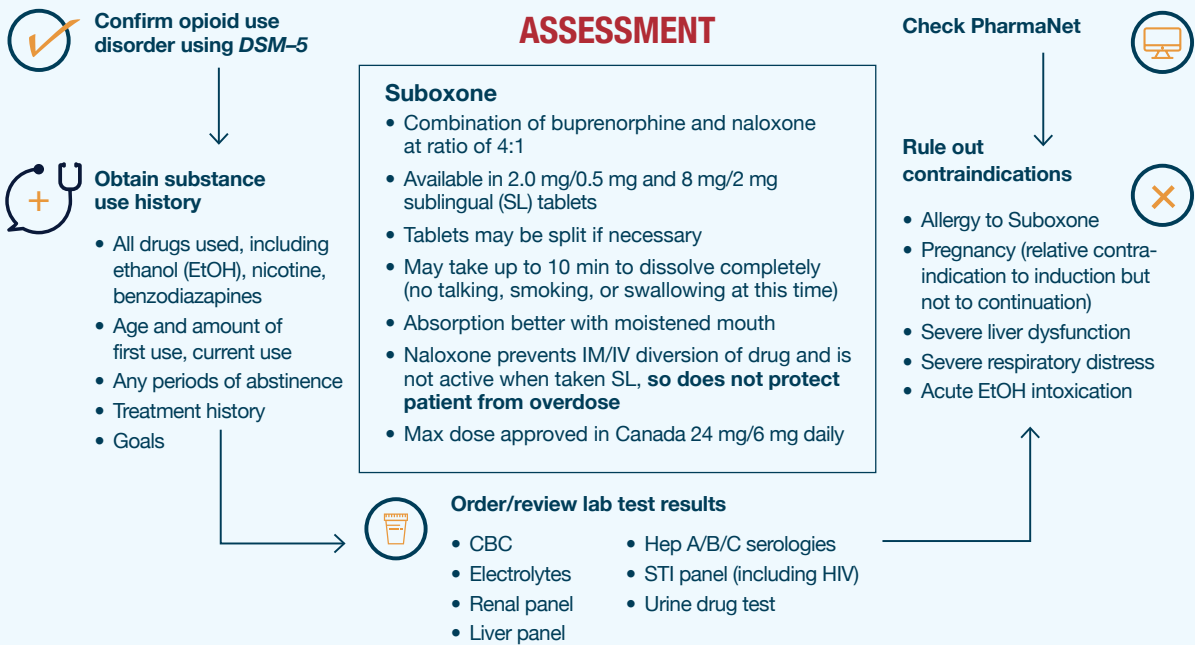 Confirm opioid use
disorder using DSM–5
Obtain substance
use history
• All drugs used, including
ethanol (EtOH), nicotine,
benzodiazapines
• Age and amount of
first use, current use
• Any periods of abstinence
• Treatment history
• Goals
ASSESSMENT
Suboxone
• Combination of buprenorphine and naloxone
at ratio of 4:1
• Available in 2.0 mg/0.5 mg and 8 mg/2 mg
sublingual (SL) tablets
• Tablets may be split if necessary
• May take up to 10 min to dissolve completely
(no talking, smoking, or swallowing at this time)
• Absorption better with moistened mouth
• Naloxone prevents IM/IV diversion of drug and is
not active when taken SL, so does not protect
patient from overdose
• Max dose approved in Canada 24 mg/6 mg daily
Order/review lab test results
• CBC
• Electrolytes
• Renal panel
• Liver panel
• Hep A/B/C serologies
• STI panel (including HIV)
• Urine drug test
Check PharmaNet
Rule out
contraindications
• Allergy to Suboxone
• Pregnancy (relative contra-
indication to induction but
not to continuation)
• Severe liver dysfunction
• Severe respiratory distress
• Acute EtOH intoxication